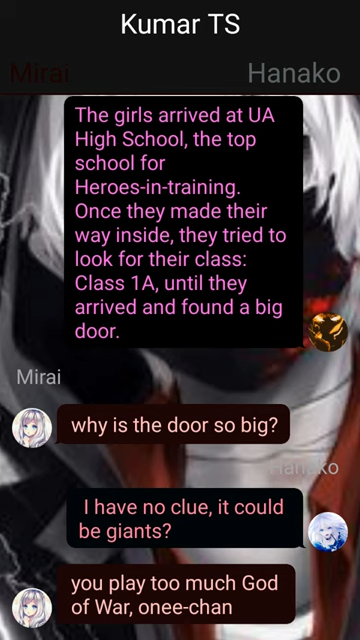 Kumar TS
Mirai
Hanako
The girls arrived at UA
High School, the top
school for
Heroes-in-training.
Once they made their
way inside, they tried to
look for their class:
Class 1A, until they
arrived and found a big
door.
Mirai
why is the door so big?
Hanako
I have no clue, it could
be giants?
you play too much God
of War, onee-chan